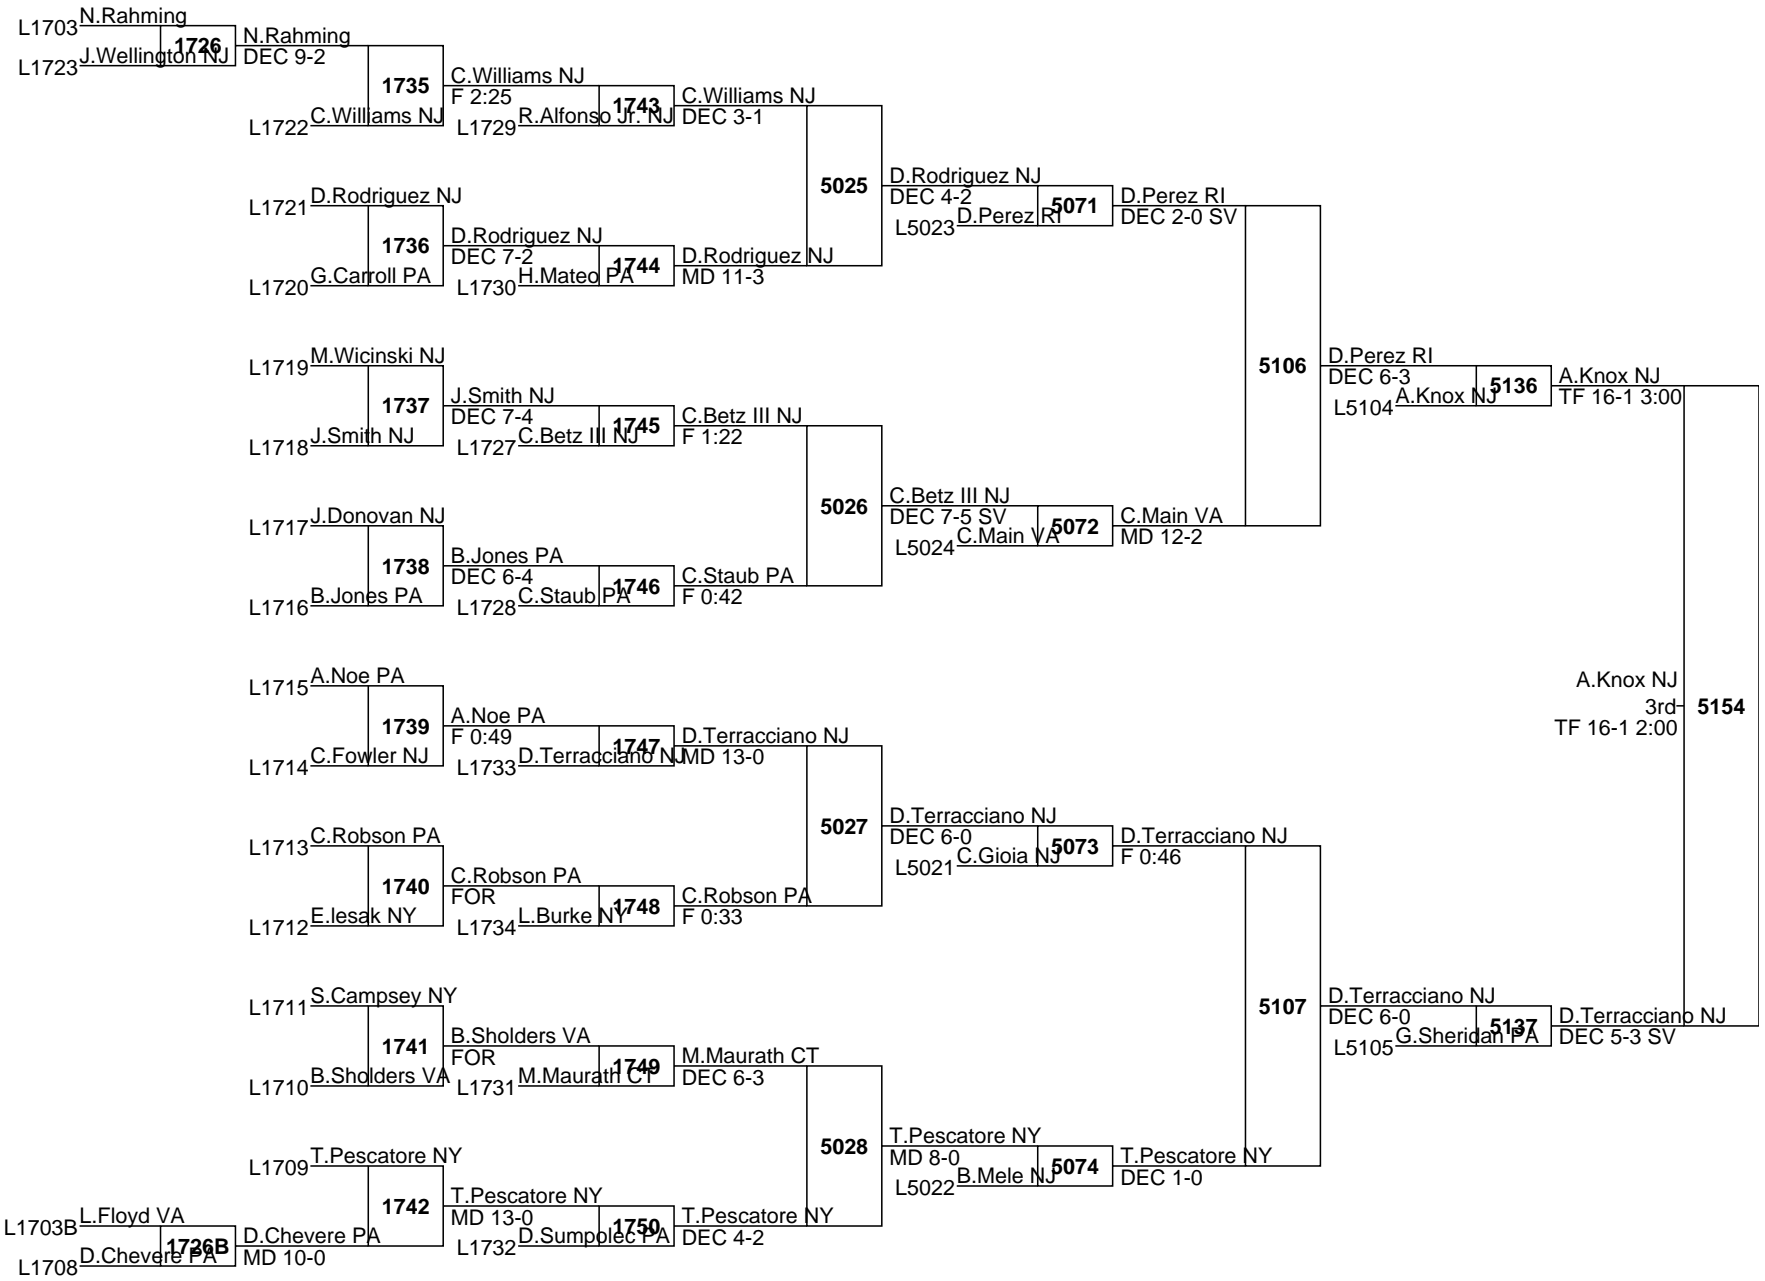 L1703 N.Rahming
1726
L1723 J.Wellington NJ
N.Rahming
DEC 9-2
1735
L1722 C.Williams NJ
C.Williams NJ
F 2:25
1743
L1729 R.Alfonso Jr. NJ
C.Williams NJ
DEC 3-1
5025
L1721 D.Rodriguez NJ
1736
L1720 G.Carroll PA
D.Rodriguez NJ
DEC 7-2
1744
L1730 H.Mateo PA
D.Rodriguez NJ
MD 11-3
D.Rodriguez NJ
DEC 4-2
5071
L5023 D.Perez RI
D.Perez RI
DEC 2-0 SV
5106
L1719 M.Wicinski NJ
1737
L1718 J.Smith NJ
J.Smith NJ
DEC 7-4
1745
L1727 C.Betz III NJ
C.Betz III NJ
F 1:22
5026
L1717 J.Donovan NJ
1738
L1716 B.Jones PA
B.Jones PA
DEC 6-4
1746
L1728 C.Staub PA
C.Staub PA
F 0:42
C.Betz III NJ
DEC 7-5 SV
5072
L5024 C.Main VA
C.Main VA
MD 12-2
D.Perez RI
DEC 6-3
5136
L5104 A.Knox NJ
A.Knox NJ
TF 16-1 3:00
L1715 A.Noe PA
1739
L1714 C.Fowler NJ
A.Noe PA
F 0:49
1747
L1733 D.Terracciano NJ
D.Terracciano NJ
MD 13-0
5027
L1713 C.Robson PA
1740
L1712 E.lesak NY
C.Robson PA
FOR
1748
L1734 L.Burke NY
C.Robson PA
F 0:33
D.Terracciano NJ
DEC 6-0
5073
L5021 C.Gioia NJ
D.Terracciano NJ
F 0:46
5107
L1711 S.Campsey NY
1741
L1710 B.Sholders VA
B.Sholders VA
FOR
1749
L1731 M.Maurath CT
M.Maurath CT
DEC 6-3
5028
L1709 T.Pescatore NY
1742
L1703B L.Floyd VA
1726B
L1708 D.Chevere PA
D.Chevere PA
MD 10-0
T.Pescatore NY
MD 13-0
1750
L1732 D.Sumpolec PA
T.Pescatore NY
DEC 4-2
T.Pescatore NY
MD 8-0
5074
L5022 B.Mele NJ
T.Pescatore NY
DEC 1-0
D.Terracciano NJ
DEC 6-0
5137
L5105 G.Sheridan PA
D.Terracciano NJ
DEC 5-3 SV
A.Knox NJ
3rd
TF 16-1 2:00
5154